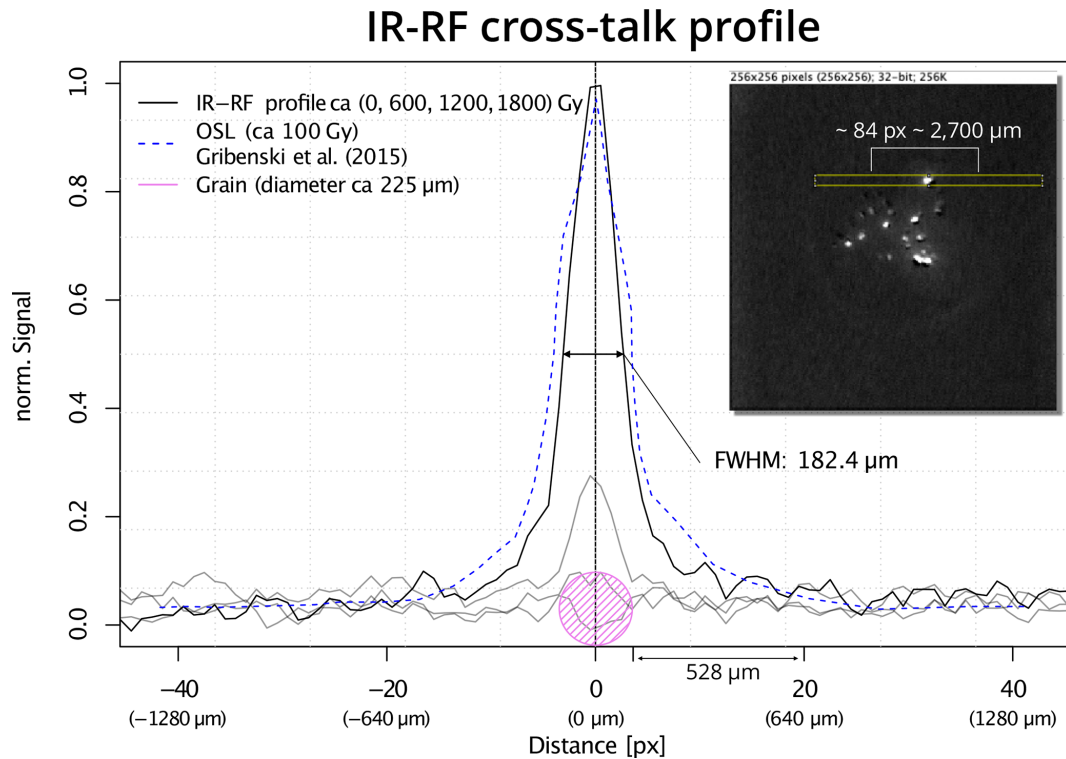 IR-RF cross-talk profile
256x256 pixels (256x256); 32-bit; 256K
~ 84 px ~ 2,700 µm
IR−RF profile ca (0, 600, 1200, 1800) Gy
OSL (ca 100 Gy)
Gribenski et al. (2015)
Grain (diameter ca 225 µm)
norm. Signal
1.0
0.8
0.6
0.4
0.2
0.0
FWHM: 182.4 µm
528 µm
−40
−20
0
20
40
(−1280 µm)
(−640 µm)
(0 µm)
(640 µm)
(1280 µm)
Distance [px]